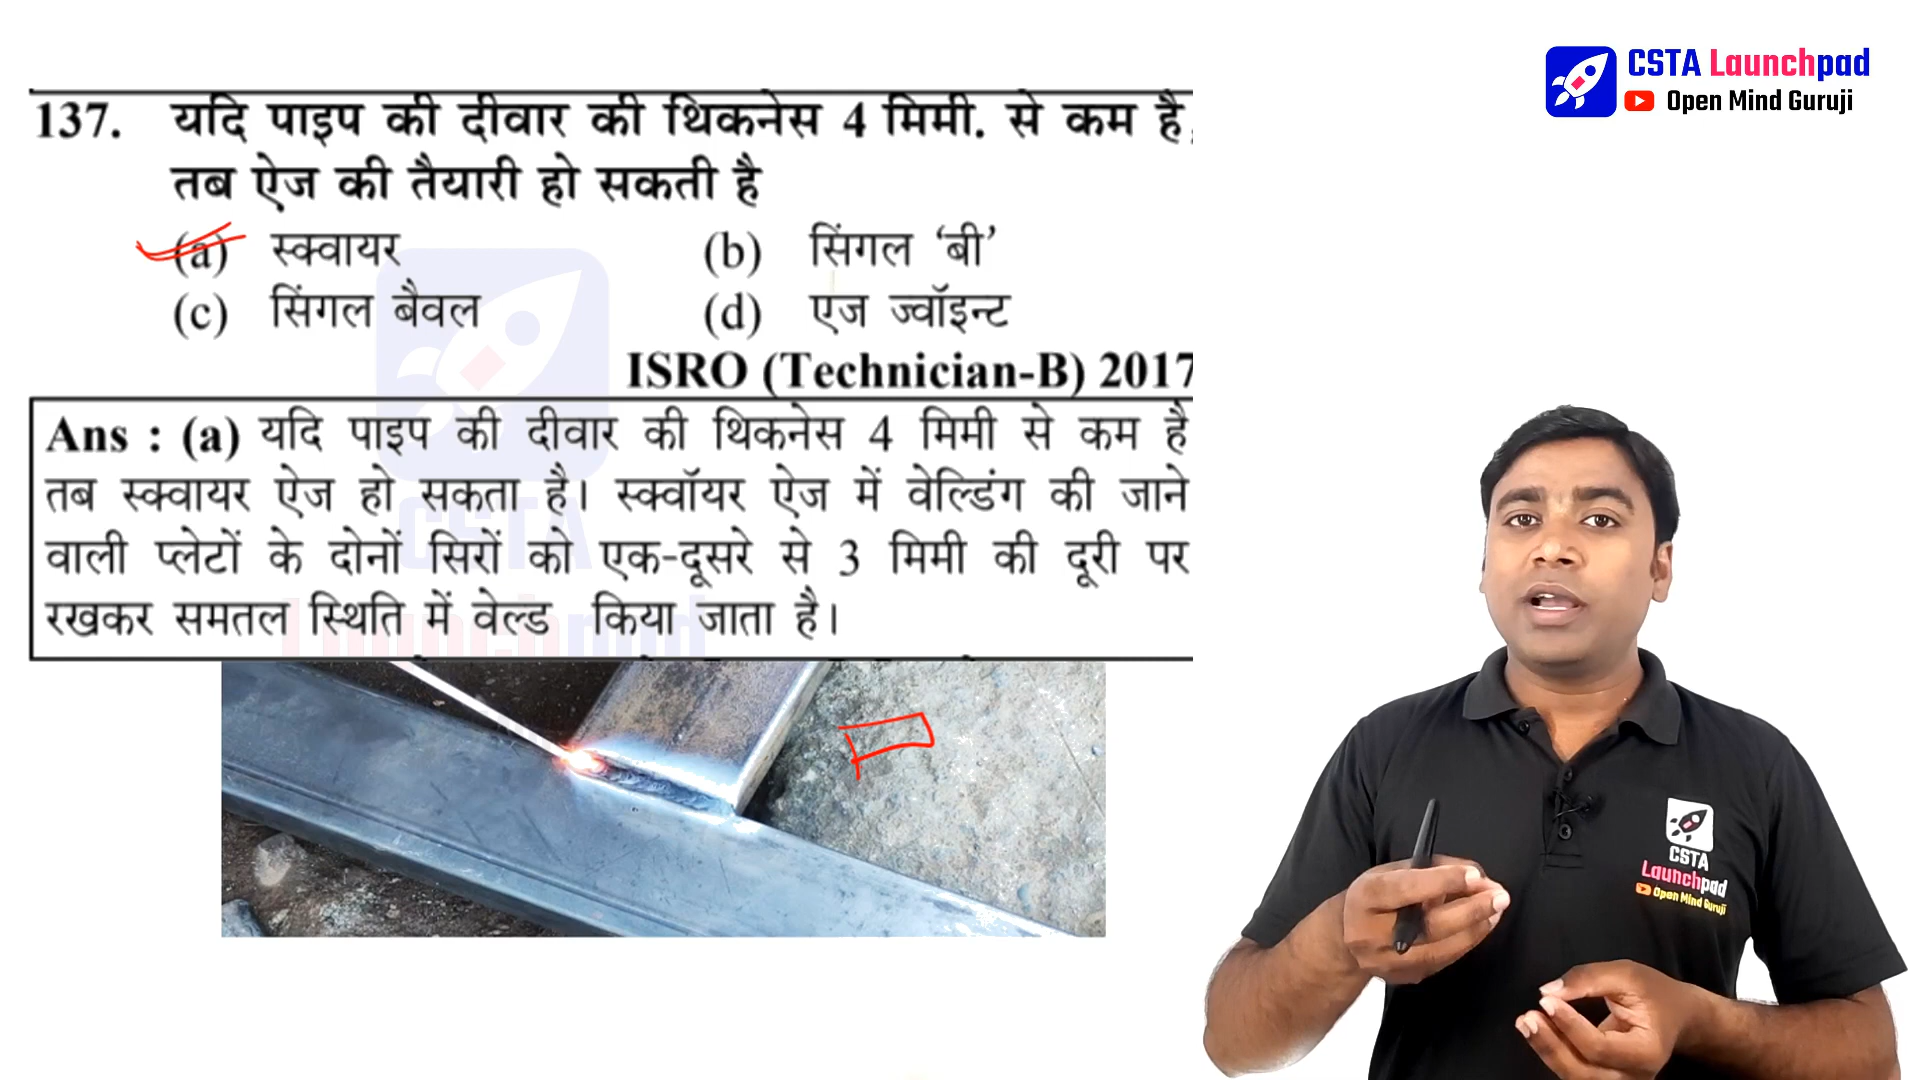 CSTA Launchpad
Open Mind Guruji
137. यदि पाइप की दीवार की थिकनेस 4 मिमी. से कम है,
तब ऐज की तैयारी हो सकती है
(a) स्क्वायर (b) सिंगल ‘बी’
(c) सिंगल बैवल (d) एज ज्वॉइन्ट
ISRO (Technician-B) 2017
Ans : (a) यदि पाइप की दीवार की थिकनेस 4 मिमी से कम है
तब स्क्वायर ऐज हो सकता है। स्क्वॉयर ऐज में वेल्डिंग की जाने
वाली प्लेटों के दोनों सिरों को एक-दूसरे से 3 मिमी की दूरी पर
रखकर समतल स्थिति में वेल्ड किया जाता है।
CSTA
Launchpad
CSTA
Launchpad
Open Mind Guruji